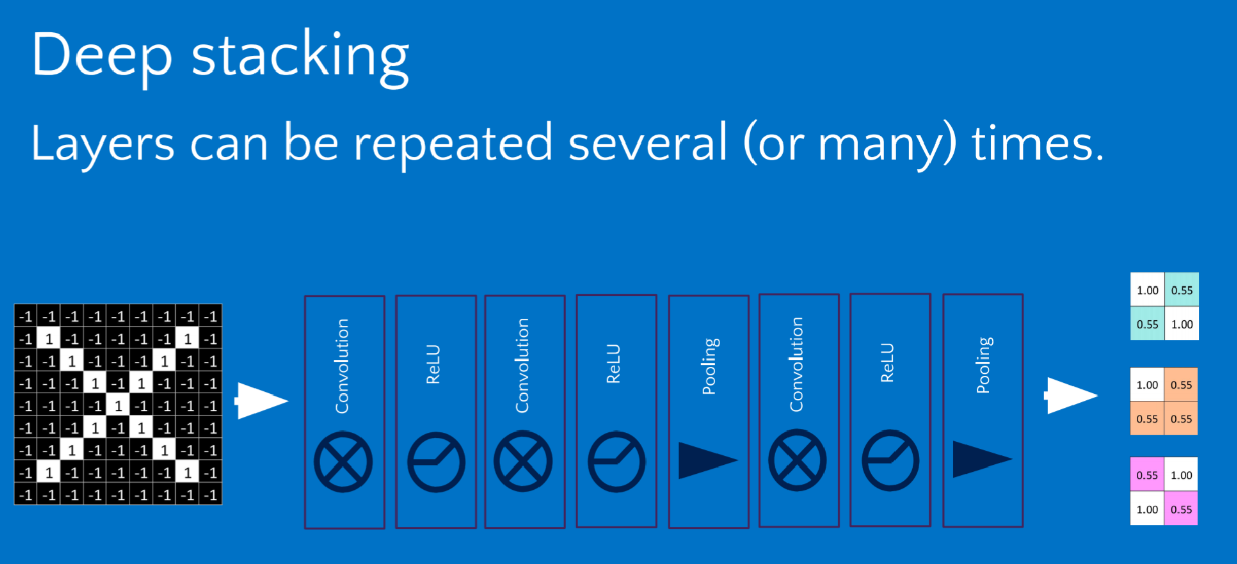 Deep stacking
Layers can be repeated several (or many) times.
-1 -1 -1 -1 -1 -1 -1 -1 -1
-1 1 -1 -1 -1 -1 -1 1 -1
-1 -1 1 -1 -1 -1 1 -1 -1
-1 -1 -1 1 -1 1 -1 -1 -1
-1 -1 -1 -1 1 -1 -1 -1 -1
-1 -1 -1 1 -1 1 -1 -1 -1
-1 -1 1 -1 -1 -1 1 -1 -1
-1 1 -1 -1 -1 -1 -1 1 -1
-1 -1 -1 -1 -1 -1 -1 -1 -1
Convolution
ReLU
Convolution
ReLU
Pooling
Convolution
ReLU
Pooling
1.00 0.55
0.55 1.00
1.00 0.55
0.55 0.55
0.55 1.00
1.00 0.55